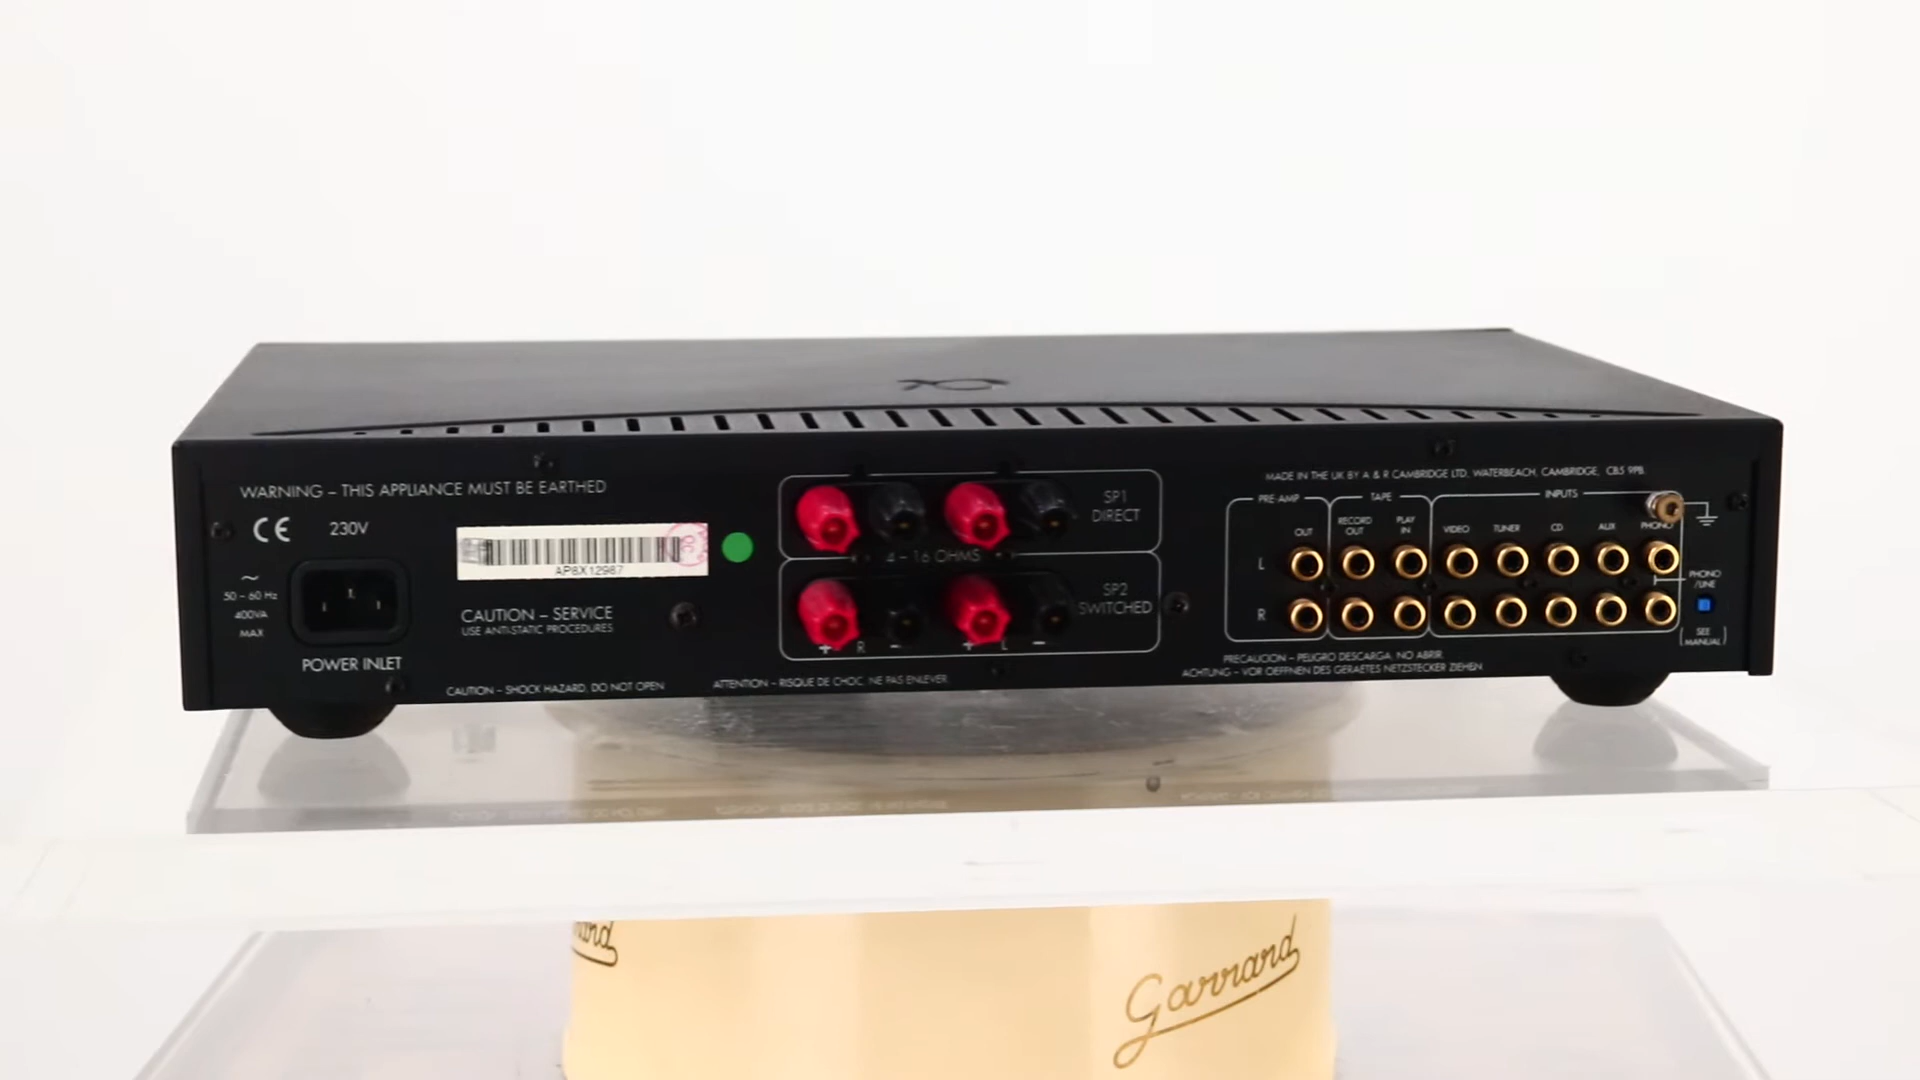 WARNING – THIS APPLIANCE MUST BE EARTHED
CE
230V
50 – 60 Hz
400VA
MAX
POWER INLET
AP8X12987
QC
CAUTION – SERVICE
USE ANTI-STATIC PROCEDURES
CAUTION – SHOCK HAZARD, DO NOT OPEN
SP1
DIRECT
4 – 16 OHMS
SP2
SWITCHED
+ R – + L –
ATTENTION – RISQUE DE CHOC, NE PAS ENLEVER
MADE IN THE UK BY A & R CAMBRIDGE LTD, WATERBEACH, CAMBRIDGE, CB5 9PB
PRE-AMP
TAPE
INPUTS
OUT
RECORD
OUT
PLAY
IN
VIDEO
TUNER
CD
AUX
PHONO
L
R
PHONO
/LINE
SEE
MANUAL
PRECAUCION – PELIGRO DESCARGA, NO ABRIR
ACHTUNG – VOR OEFFNEN DES GERAETES NETZSTECKER ZIEHEN
Garrard